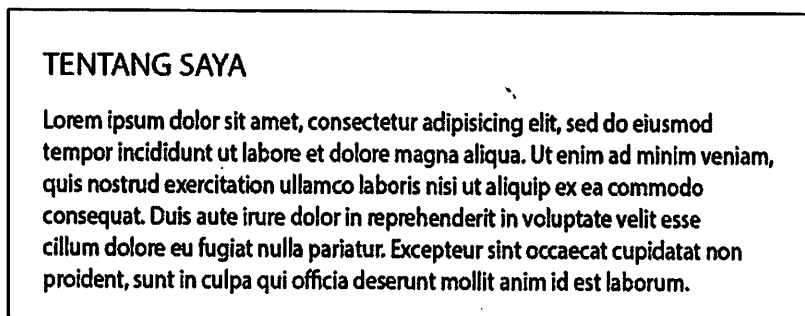 TENTANG SAYA
Lorem ipsum dolor sit amet, consectetur adipisicing elit, sed do eiusmod
tempor incididunt ut labore et dolore magna aliqua. Ut enim ad minim veniam,
quis nostrud exercitation ullamco laboris nisi ut aliquip ex ea commodo
consequat. Duis aute irure dolor in reprehenderit in voluptate velit esse
cillum dolore eu fugiat nulla pariatur. Excepteur sint occaecat cupidatat non
proident, sunt in culpa qui officia deserunt mollit anim id est laborum.